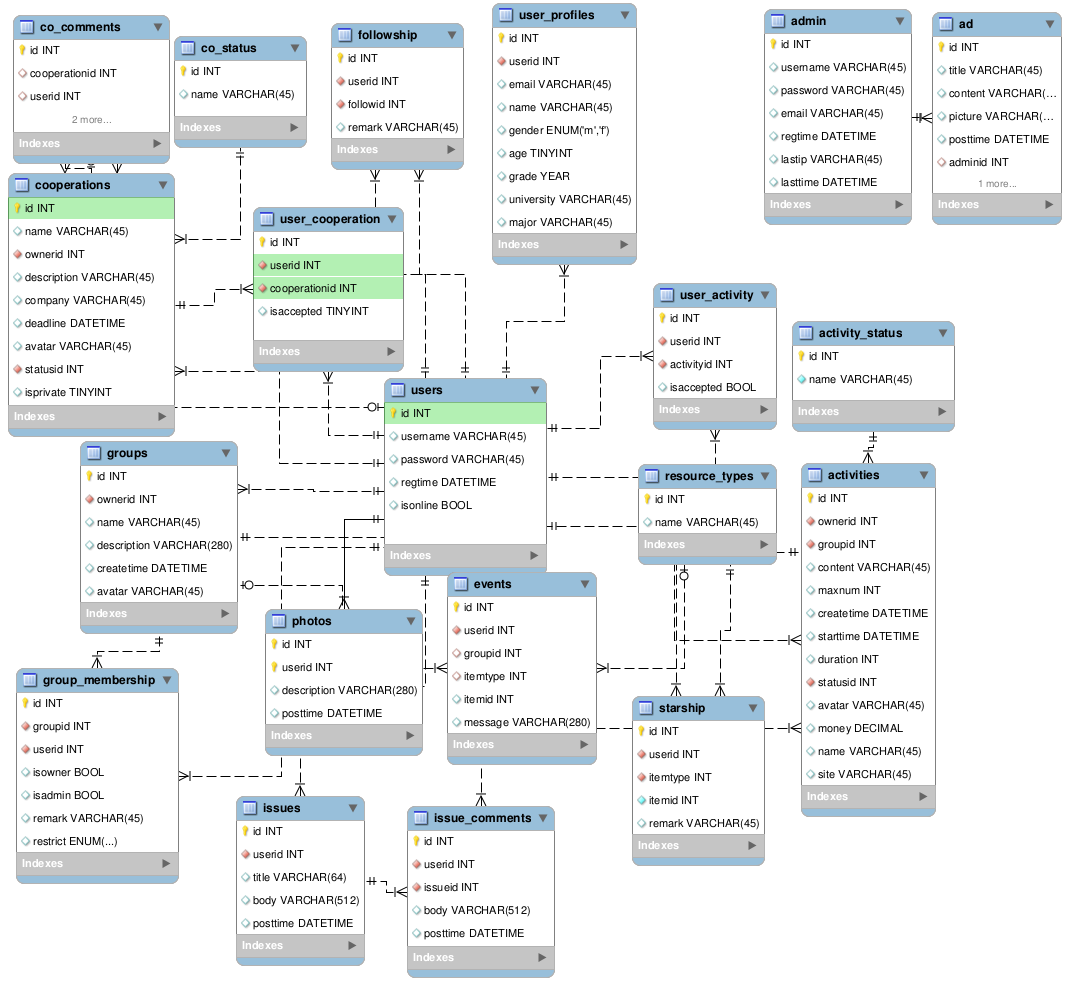 co_comments
id INT
cooperationid INT
userid INT
2 more...
Indexes
co_status
id INT
name VARCHAR(45)
Indexes
followship
id INT
userid INT
followid INT
remark VARCHAR(45)
Indexes
user_profiles
id INT
userid INT
email VARCHAR(45)
name VARCHAR(45)
gender ENUM('m','f')
age TINYINT
grade YEAR
university VARCHAR(45)
major VARCHAR(45)
Indexes
admin
id INT
username VARCHAR(45)
password VARCHAR(45)
email VARCHAR(45)
regtime DATETIME
lastip VARCHAR(45)
lasttime DATETIME
Indexes
ad
id INT
title VARCHAR(45)
content VARCHAR(...
picture VARCHAR(...
posttime DATETIME
adminid INT
1 more...
Indexes
cooperations
id INT
name VARCHAR(45)
ownerid INT
description VARCHAR(45)
company VARCHAR(45)
deadline DATETIME
avatar VARCHAR(45)
statusid INT
isprivate TINYINT
Indexes
user_cooperation
id INT
userid INT
cooperationid INT
isaccepted TINYINT
Indexes
user_activity
id INT
userid INT
activityid INT
isaccepted BOOL
Indexes
activity_status
id INT
name VARCHAR(45)
Indexes
users
id INT
username VARCHAR(45)
password VARCHAR(45)
regtime DATETIME
isonline BOOL
Indexes
groups
id INT
ownerid INT
name VARCHAR(45)
description VARCHAR(280)
createtime DATETIME
avatar VARCHAR(45)
Indexes
resource_types
id INT
name VARCHAR(45)
Indexes
activities
id INT
ownerid INT
groupid INT
content VARCHAR(45)
maxnum INT
createtime DATETIME
starttime DATETIME
duration INT
statusid INT
avatar VARCHAR(45)
money DECIMAL
name VARCHAR(45)
site VARCHAR(45)
Indexes
events
id INT
userid INT
groupid INT
itemtype INT
itemid INT
message VARCHAR(280)
Indexes
photos
id INT
userid INT
description VARCHAR(280)
posttime DATETIME
Indexes
group_membership
id INT
groupid INT
userid INT
isowner BOOL
isadmin BOOL
remark VARCHAR(45)
restrict ENUM(...)
Indexes
starship
id INT
userid INT
itemtype INT
itemid INT
remark VARCHAR(45)
Indexes
issues
id INT
userid INT
title VARCHAR(64)
body VARCHAR(512)
posttime DATETIME
Indexes
issue_comments
id INT
userid INT
issueid INT
body VARCHAR(512)
posttime DATETIME
Indexes